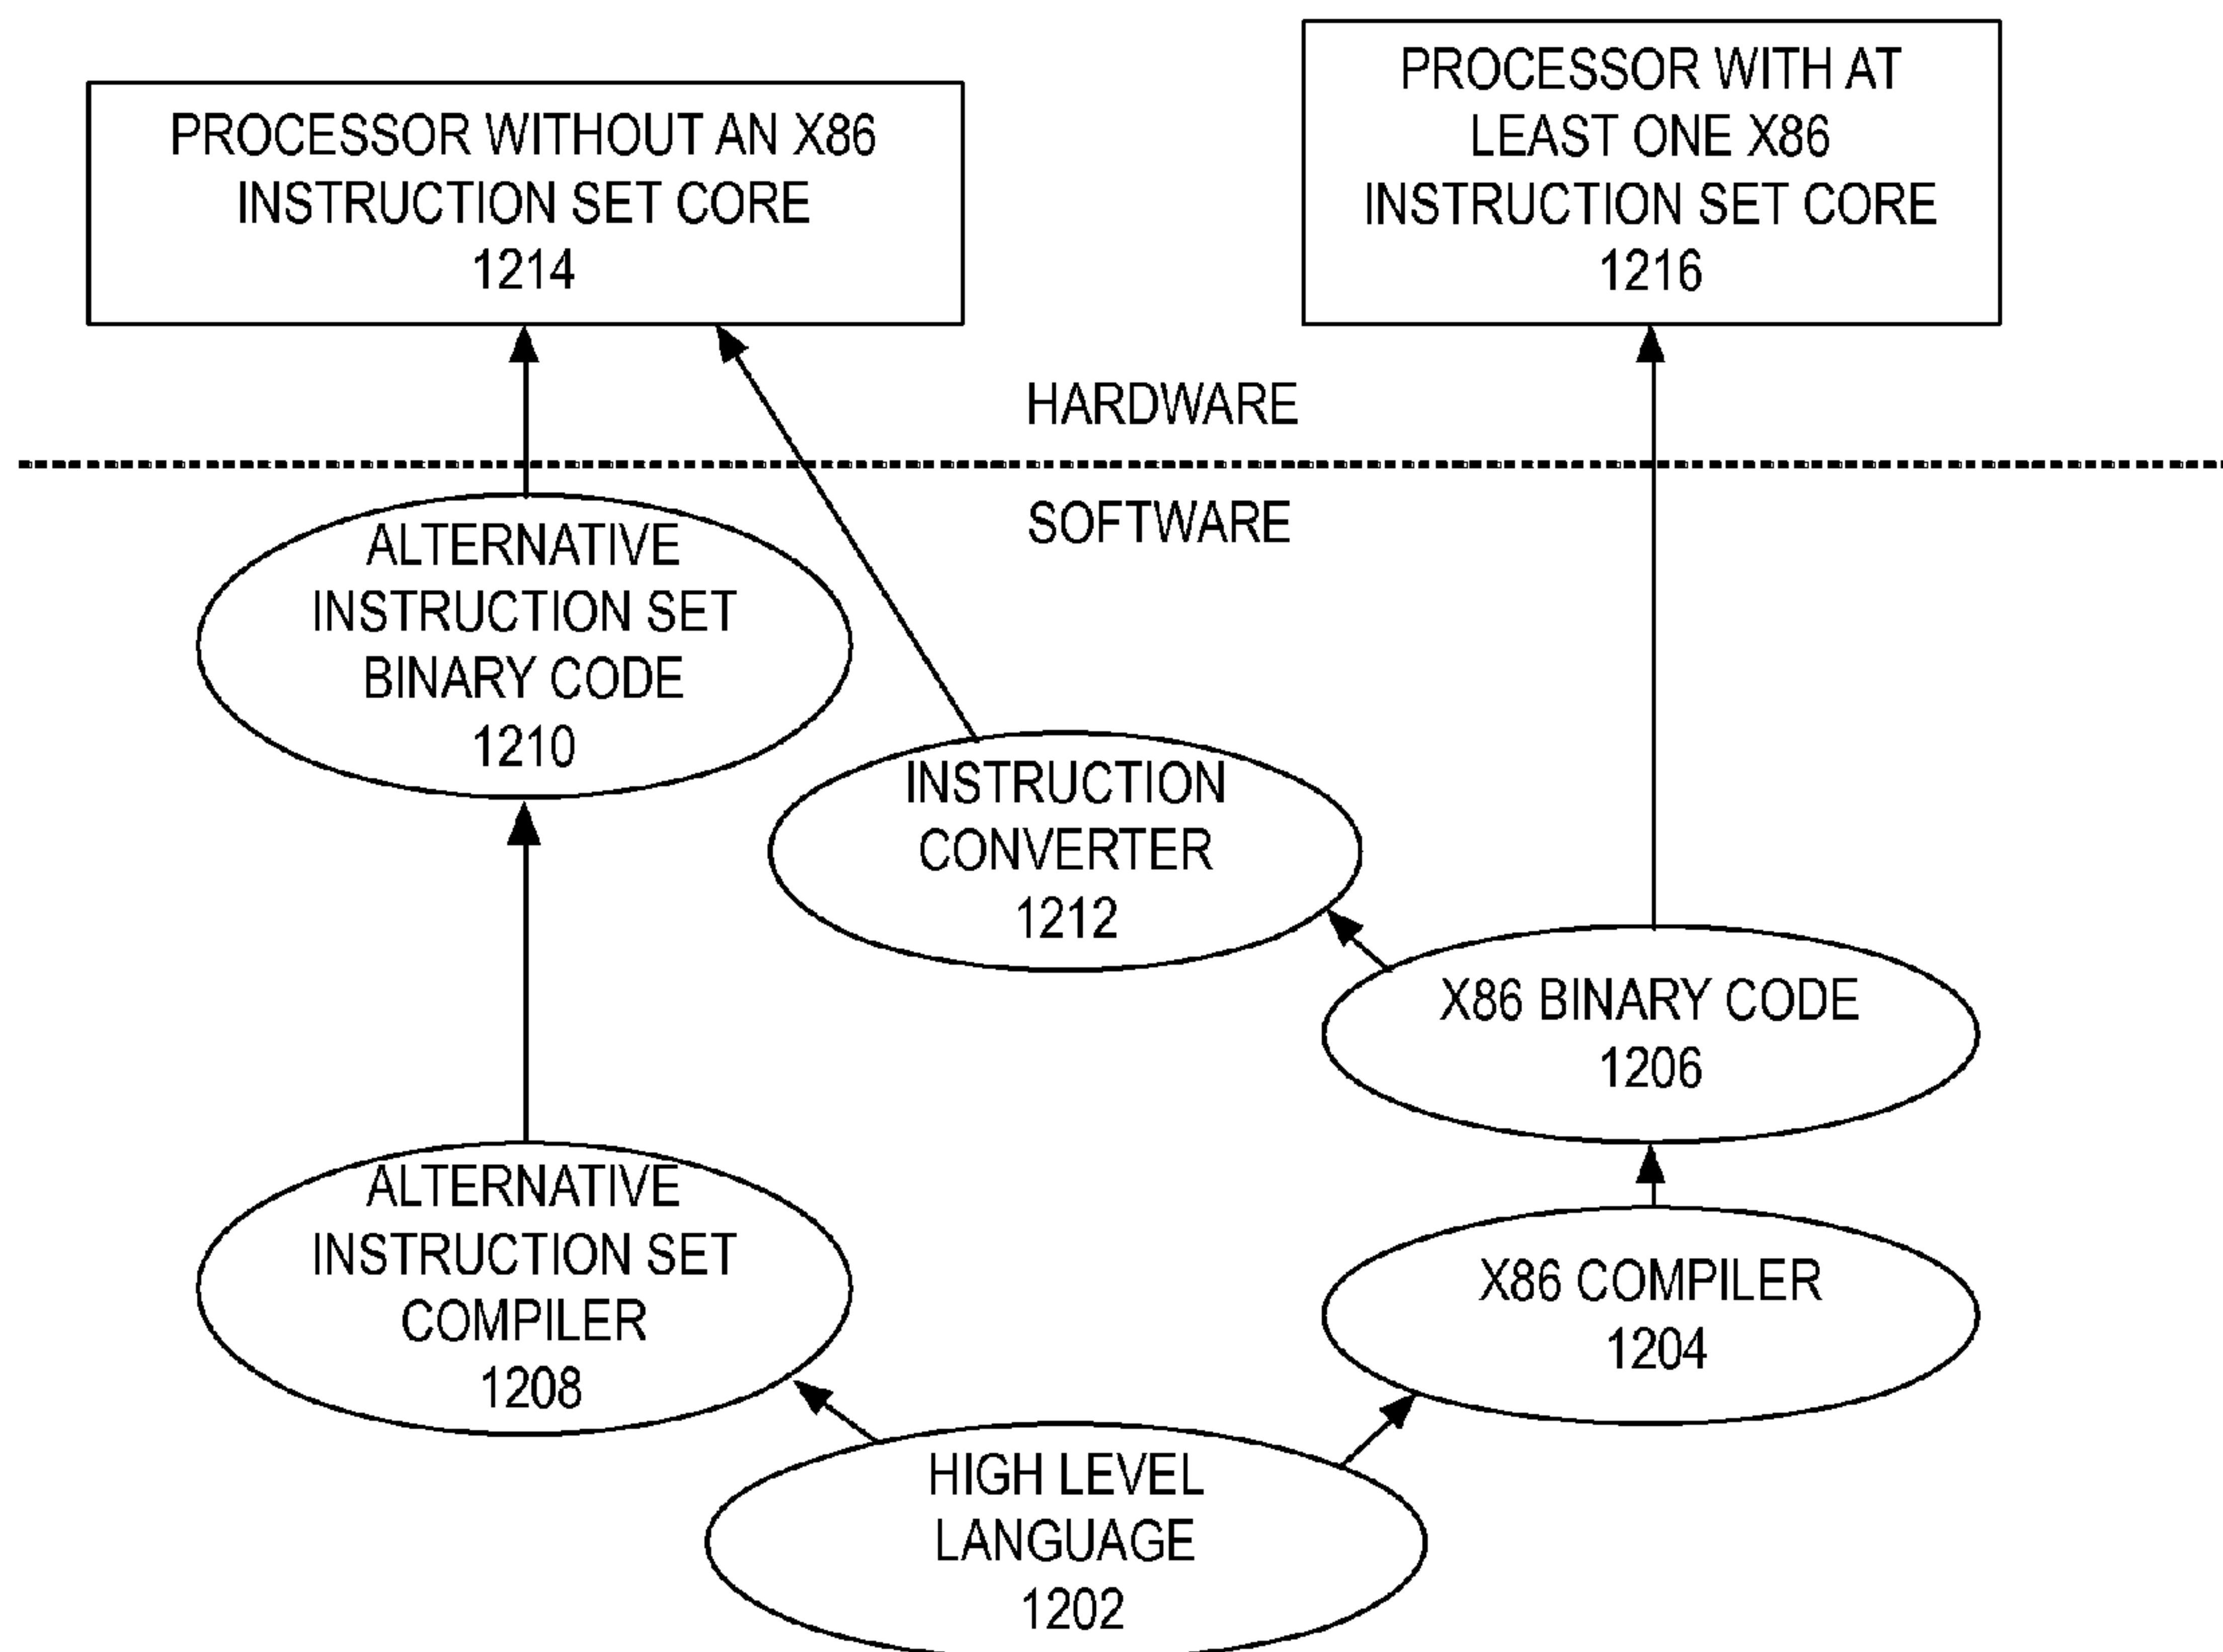 PROCESSOR WITHOUT AN X86
INSTRUCTION SET CORE
1214
PROCESSOR WITH AT
LEAST ONE X86
INSTRUCTION SET CORE
1216
HARDWARE
SOFTWARE
ALTERNATIVE
INSTRUCTION SET
BINARY CODE
1210
INSTRUCTION
CONVERTER
1212
X86 BINARY CODE
1206
ALTERNATIVE
INSTRUCTION SET
COMPILER
1208
X86 COMPILER
1204
HIGH LEVEL
LANGUAGE
1202